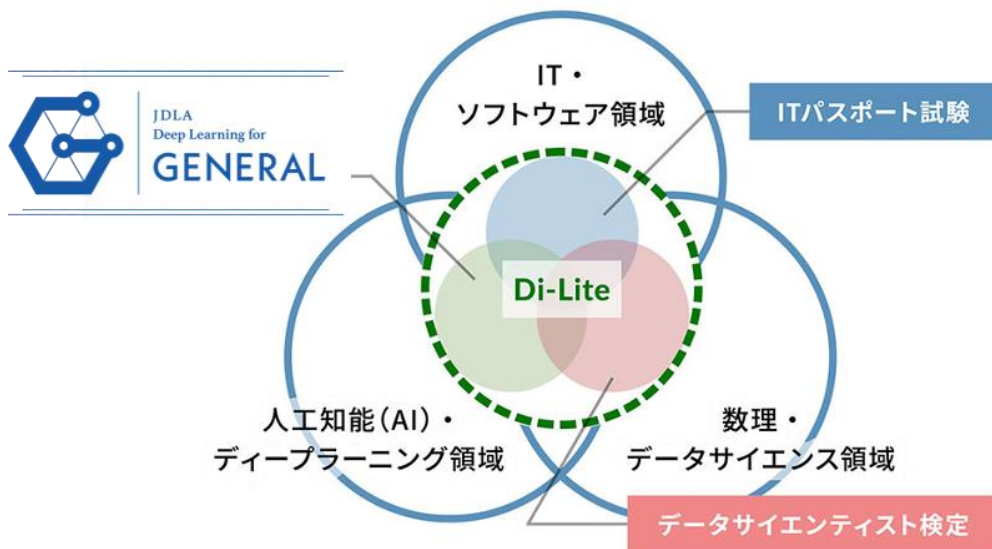 IT・
ソフトウェア領域
ITパスポート試験
JDLA
Deep Learning for
GENERAL
Di-Lite
人工知能(AI)・
ディープラーニング領域
数理・
データサイエンス領域
データサイエンティスト検定